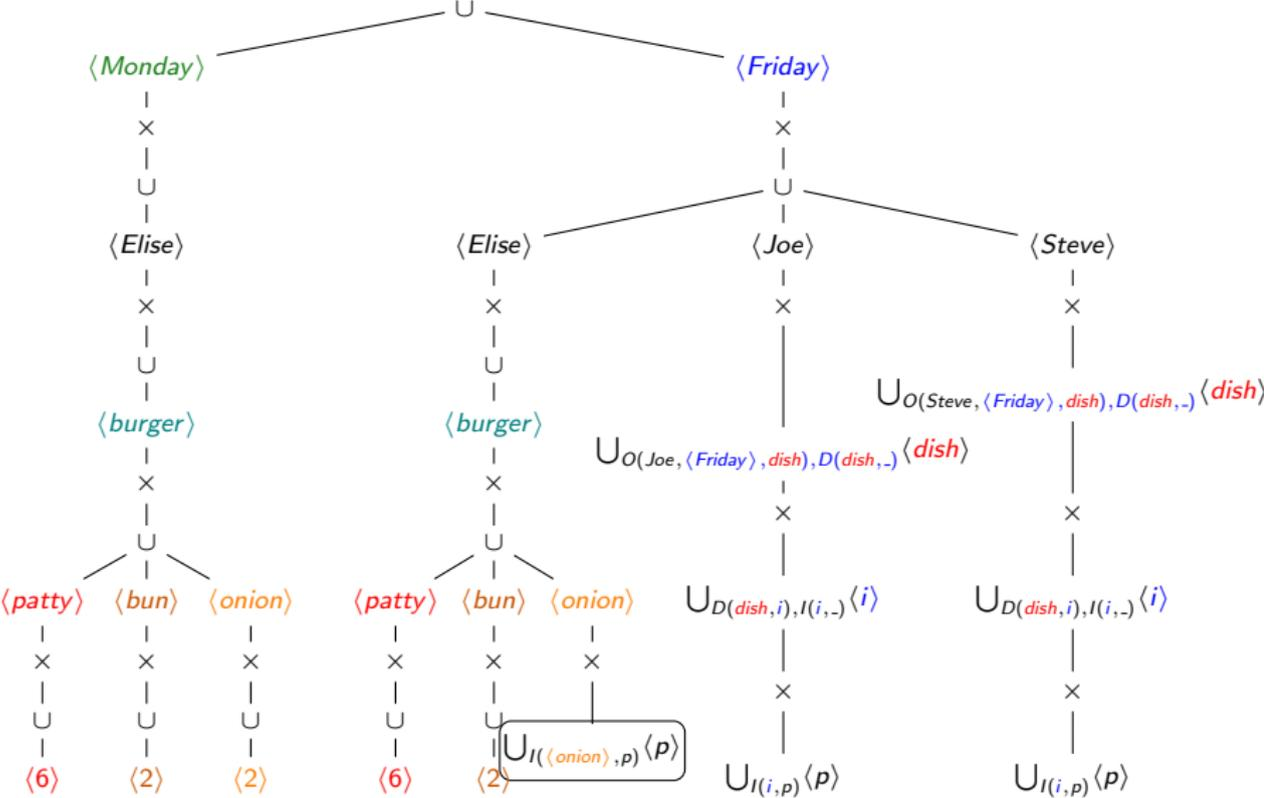 ∪
⟨Monday⟩ ⟨Friday⟩
× ×
∪ ∪
⟨Elise⟩ ⟨Elise⟩ ⟨Joe⟩ ⟨Steve⟩
× × × ×
∪ ∪
⋃O(Steve,⟨Friday⟩,dish),D(dish,_)⟨dish⟩
⟨burger⟩ ⟨burger⟩
⋃O(Joe,⟨Friday⟩,dish),D(dish,_)⟨dish⟩
× ×
× ×
∪ ∪
⟨patty⟩ ⟨bun⟩ ⟨onion⟩ ⟨patty⟩ ⟨bun⟩ ⟨onion⟩ ⋃D(dish,i),I(i,_)⟨i⟩ ⋃D(dish,i),I(i,_)⟨i⟩
× × × × × ×
× ×
∪ ∪ ∪ ∪ ∪
⋃I(⟨onion⟩,p)⟨p⟩
⟨6⟩ ⟨2⟩ ⟨2⟩ ⟨6⟩ ⟨2⟩ ⋃I(i,p)⟨p⟩ ⋃I(i,p)⟨p⟩